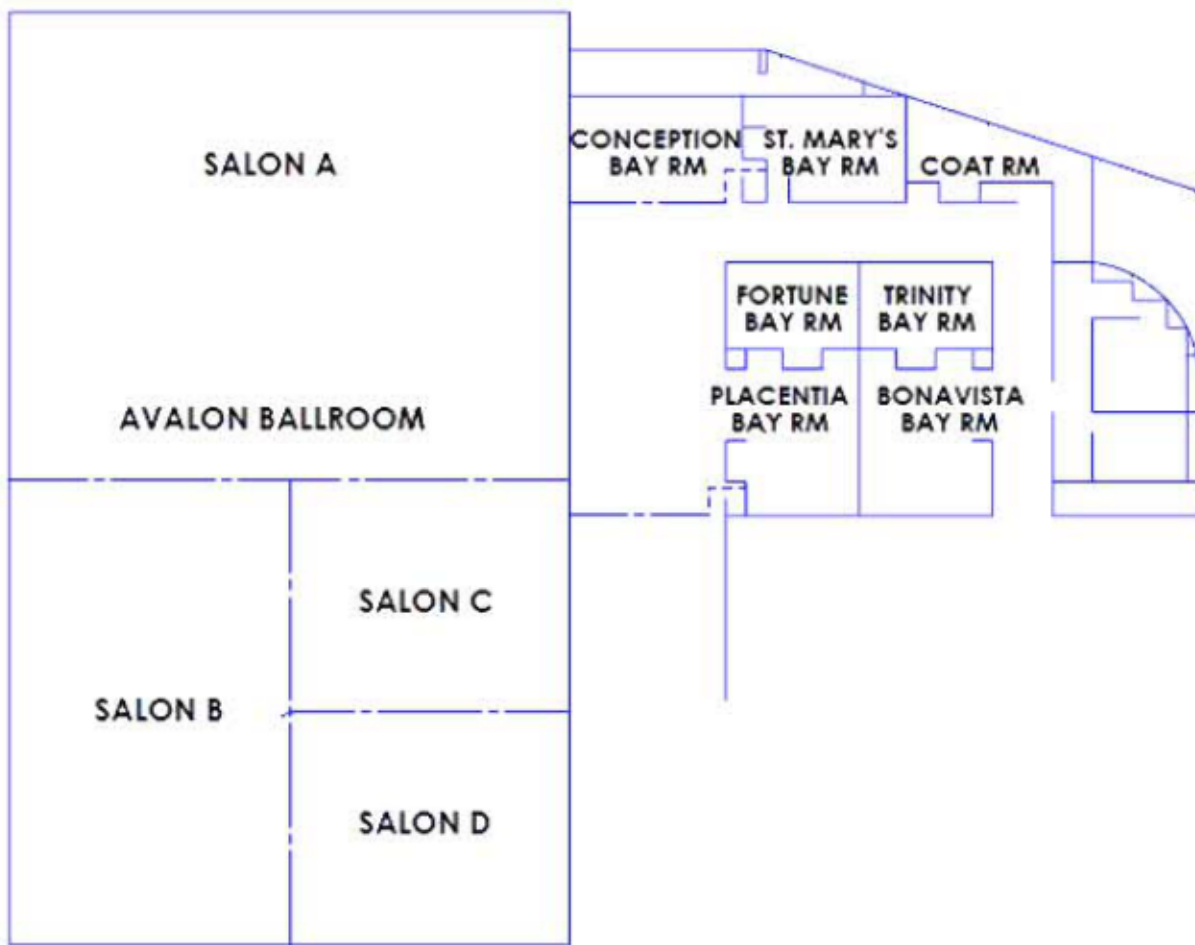 SALON A
CONCEPTION
BAY RM
ST. MARY'S
BAY RM
COAT RM
FORTUNE
BAY RM
TRINITY
BAY RM
AVALON BALLROOM
PLACENTIA
BAY RM
BONAVISTA
BAY RM
SALON C
SALON B
SALON D